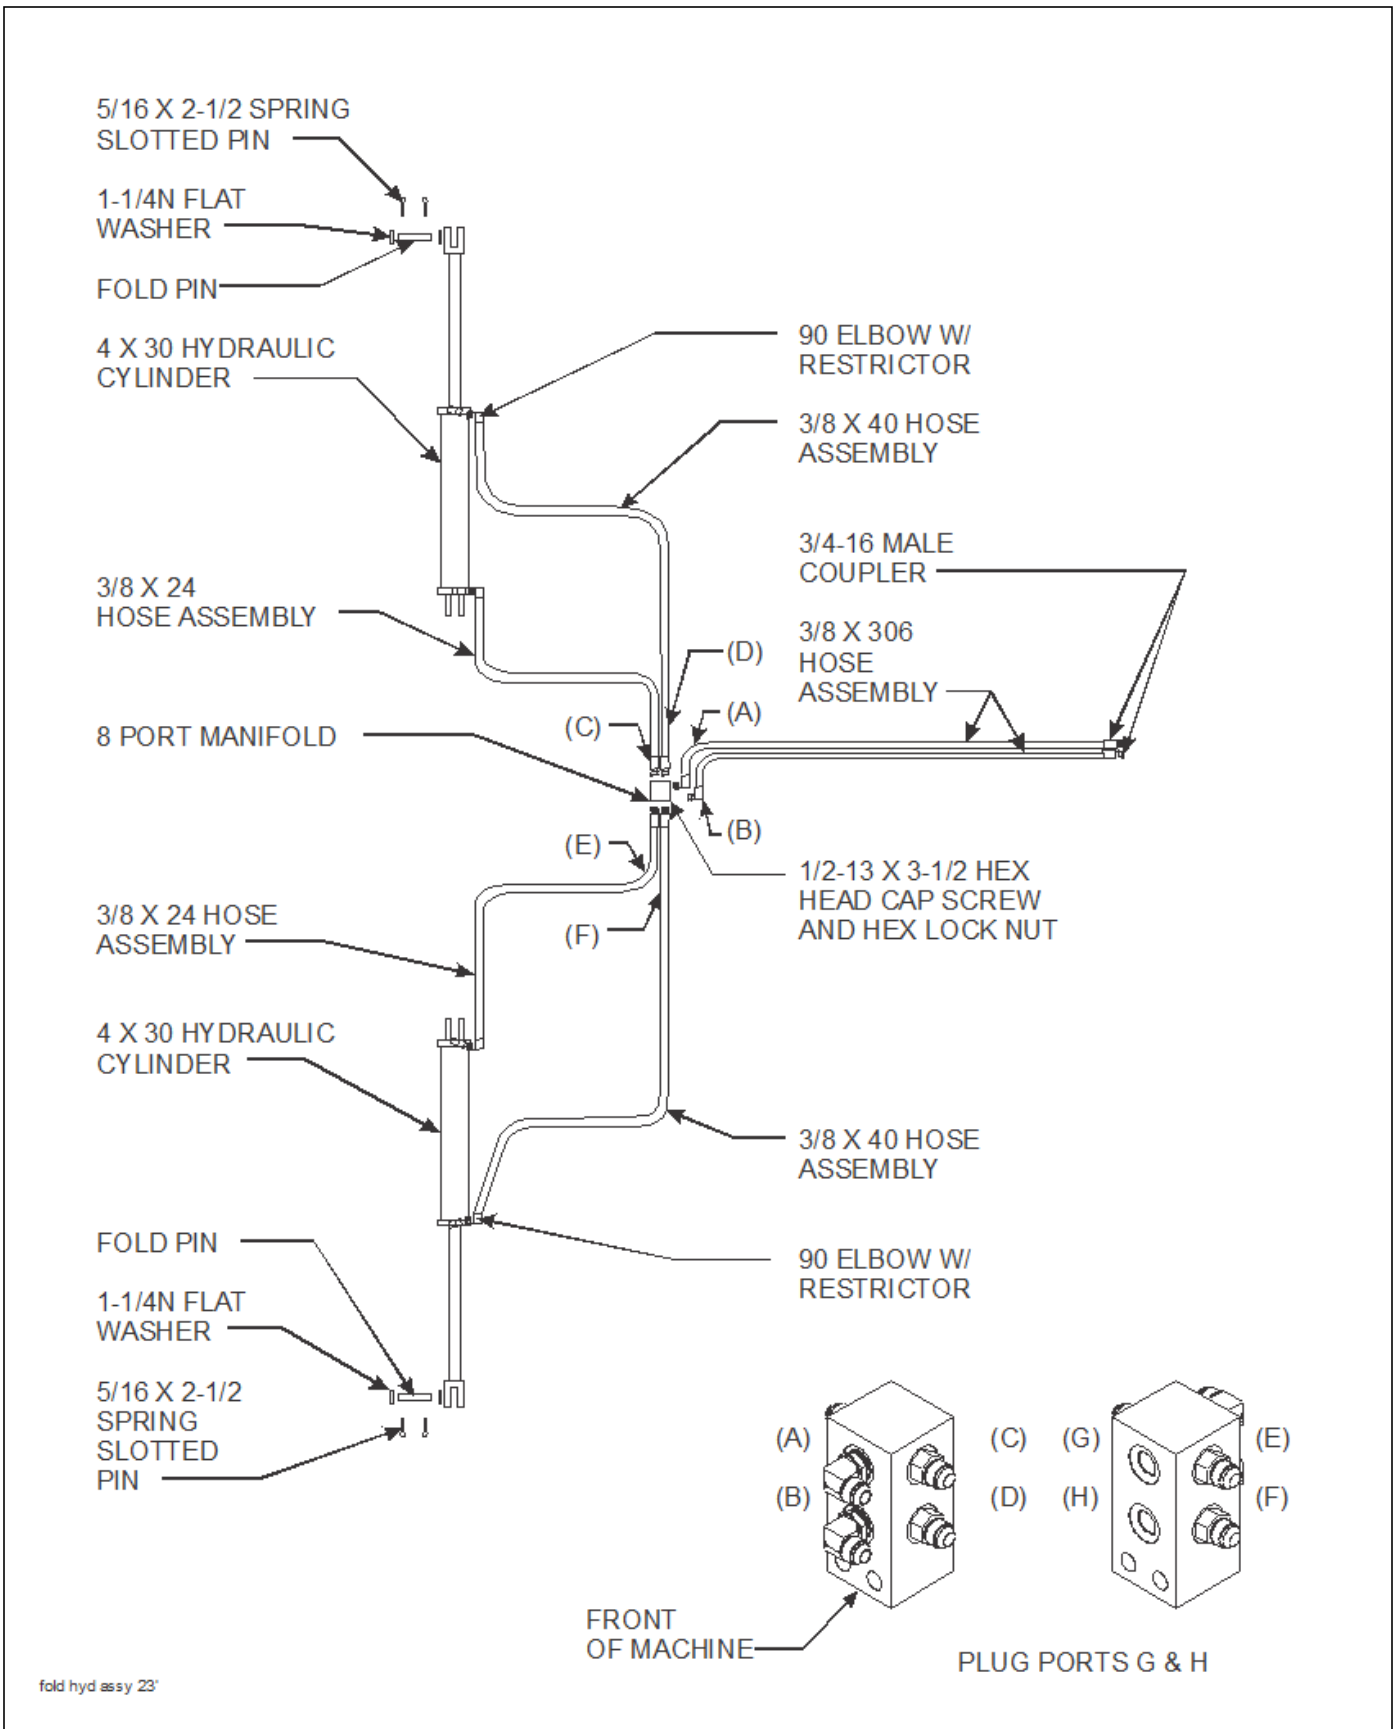 5/16 X 2-1/2 SPRING
SLOTTED PIN
1-1/4N FLAT
WASHER
FOLD PIN
4 X 30 HYDRAULIC
CYLINDER
90 ELBOW W/
RESTRICTOR
3/8 X 40 HOSE
ASSEMBLY
3/4-16 MALE
COUPLER
3/8 X 24
HOSE ASSEMBLY
3/8 X 306
HOSE
ASSEMBLY
(D)
(A)
(C)
8 PORT MANIFOLD
(B)
(E)
1/2-13 X 3-1/2 HEX
HEAD CAP SCREW
AND HEX LOCK NUT
3/8 X 24 HOSE
ASSEMBLY
(F)
4 X 30 HYDRAULIC
CYLINDER
3/8 X 40 HOSE
ASSEMBLY
FOLD PIN
90 ELBOW W/
RESTRICTOR
1-1/4N FLAT
WASHER
5/16 X 2-1/2
SPRING
SLOTTED
PIN
(A)
(C)
(G)
(E)
(B)
(D)
(H)
(F)
FRONT
OF MACHINE
PLUG PORTS G & H
fold hyd assy 23'